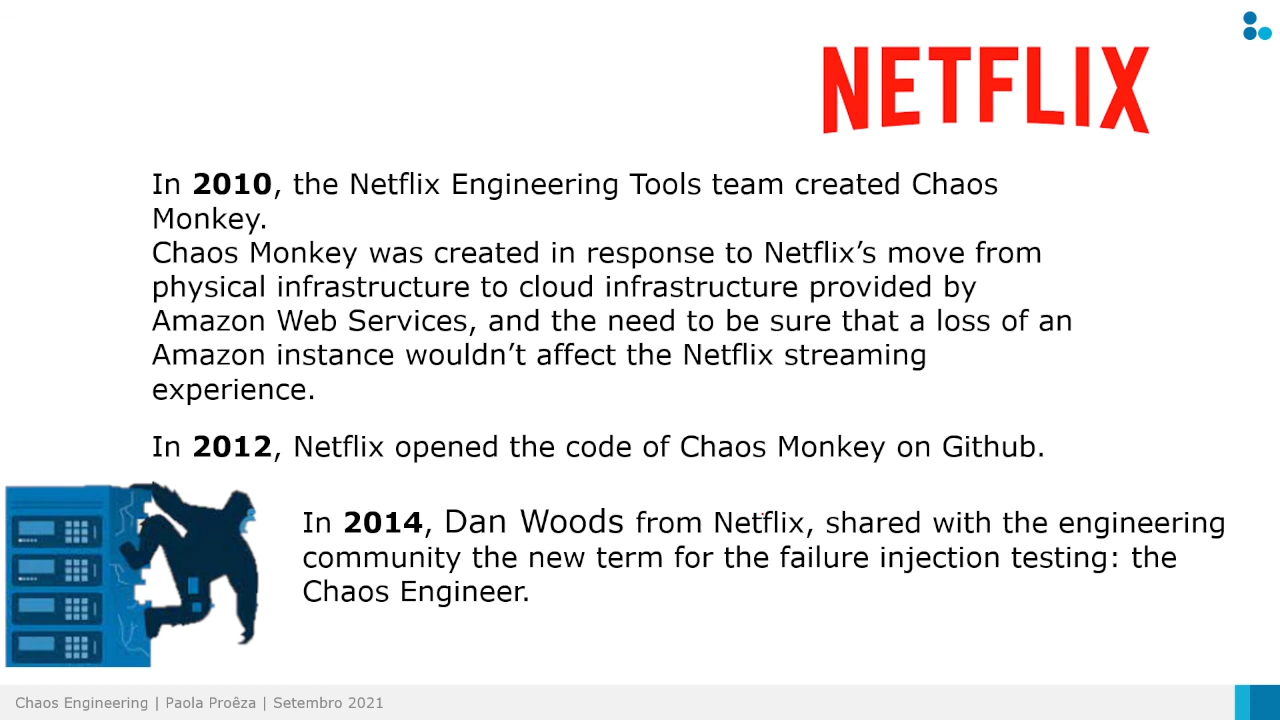 NETFLIX
In 2010, the Netflix Engineering Tools team created Chaos
Monkey.
Chaos Monkey was created in response to Netflix’s move from
physical infrastructure to cloud infrastructure provided by
Amazon Web Services, and the need to be sure that a loss of an
Amazon instance wouldn’t affect the Netflix streaming
experience.
In 2012, Netflix opened the code of Chaos Monkey on Github.
In 2014, Dan Woods from Netflix, shared with the engineering
community the new term for the failure injection testing: the
Chaos Engineer.
Chaos Engineering | Paola Proêza | Setembro 2021